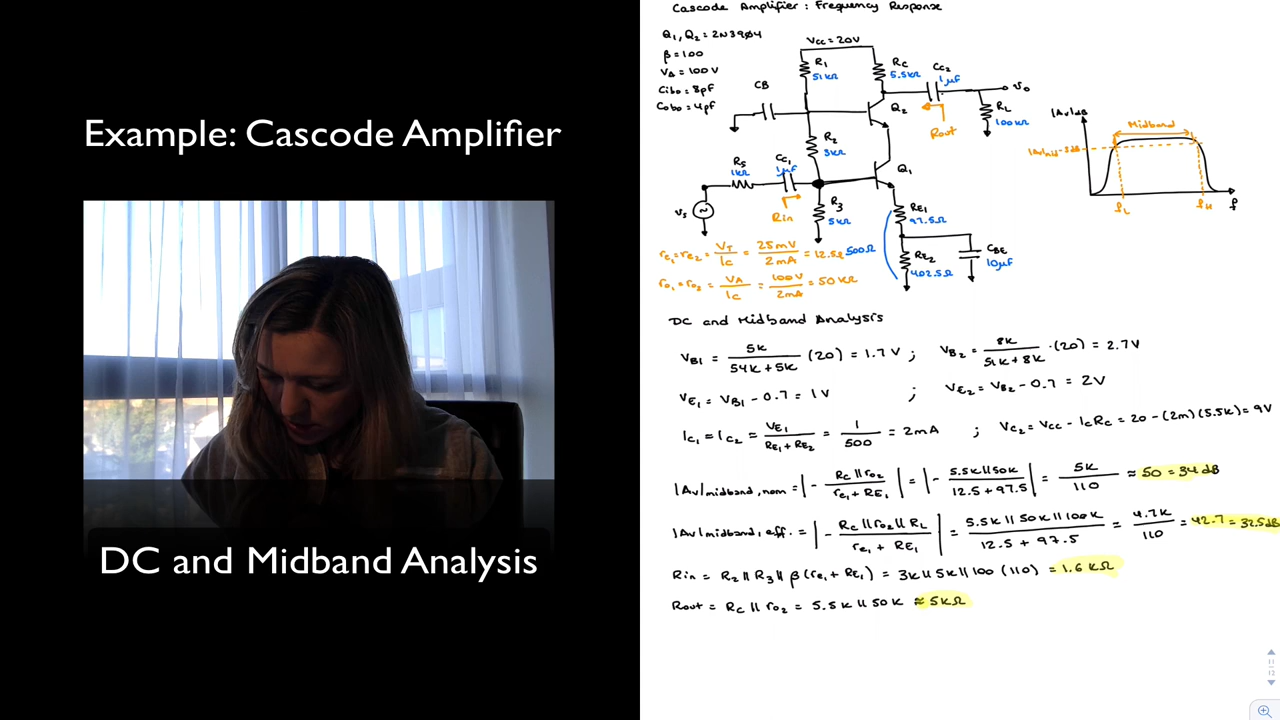 Example: Cascode Amplifier
DC and Midband Analysis
Cascode Amplifier : Frequency Response
Q1, Q2 = 2N3904
β = 100
VA = 100 V
Cibo = 8pF
Cobo = 4pF
Vcc = 20V
R1
51kΩ
Rc
5.5kΩ
Cc2
1μF
vo
CB
Q2
Rout
RL
100kΩ
R2
3kΩ
Rs
1kΩ
Cc1
1μF
Q1
vs
Rin
R3
5kΩ
RE1
97.5Ω
500Ω
RE2
402.5Ω
CBE
10μF
|Av|dB
Midband
|Av|mid-3dB
fL
fH
f
re1 = re2 = VT / Ic = 25mV / 2mA = 12.5Ω
ro1 = ro2 = VA / Ic = 100V / 2mA = 50 kΩ
DC and Midband Analysis
VB1 = 5k / 54k + 5k (20) = 1.7 V ; VB2 = 8k / 51k + 8k · (20) = 2.7 V
VE1 = VB1 - 0.7 = 1V ; VE2 = VB2 - 0.7 = 2V
Ic1 = Ic2 = VE1 / RE1 + RE2 = 1 / 500 = 2mA ; Vc2 = Vcc - IcRc = 20 - (2m)(5.5k) = 9V
|Av|midband, nom = |- Rc || ro2 / re1 + RE1| = |- 5.5k || 50k / 12.5 + 97.5| = 5k / 110 ≈ 50 = 34 dB
|Av|midband, eff. = |- Rc || ro2 || RL / re1 + RE1| = 5.5k || 50k || 100k / 12.5 + 97.5 = 4.7k / 110 = 42.7 = 32.5dB
Rin = R2 || R3 || β(re1 + RE1) = 3k || 5k || 100 (110) = 1.6 kΩ
Rout = Rc || ro2 = 5.5k || 50k ≈ 5kΩ
11
12